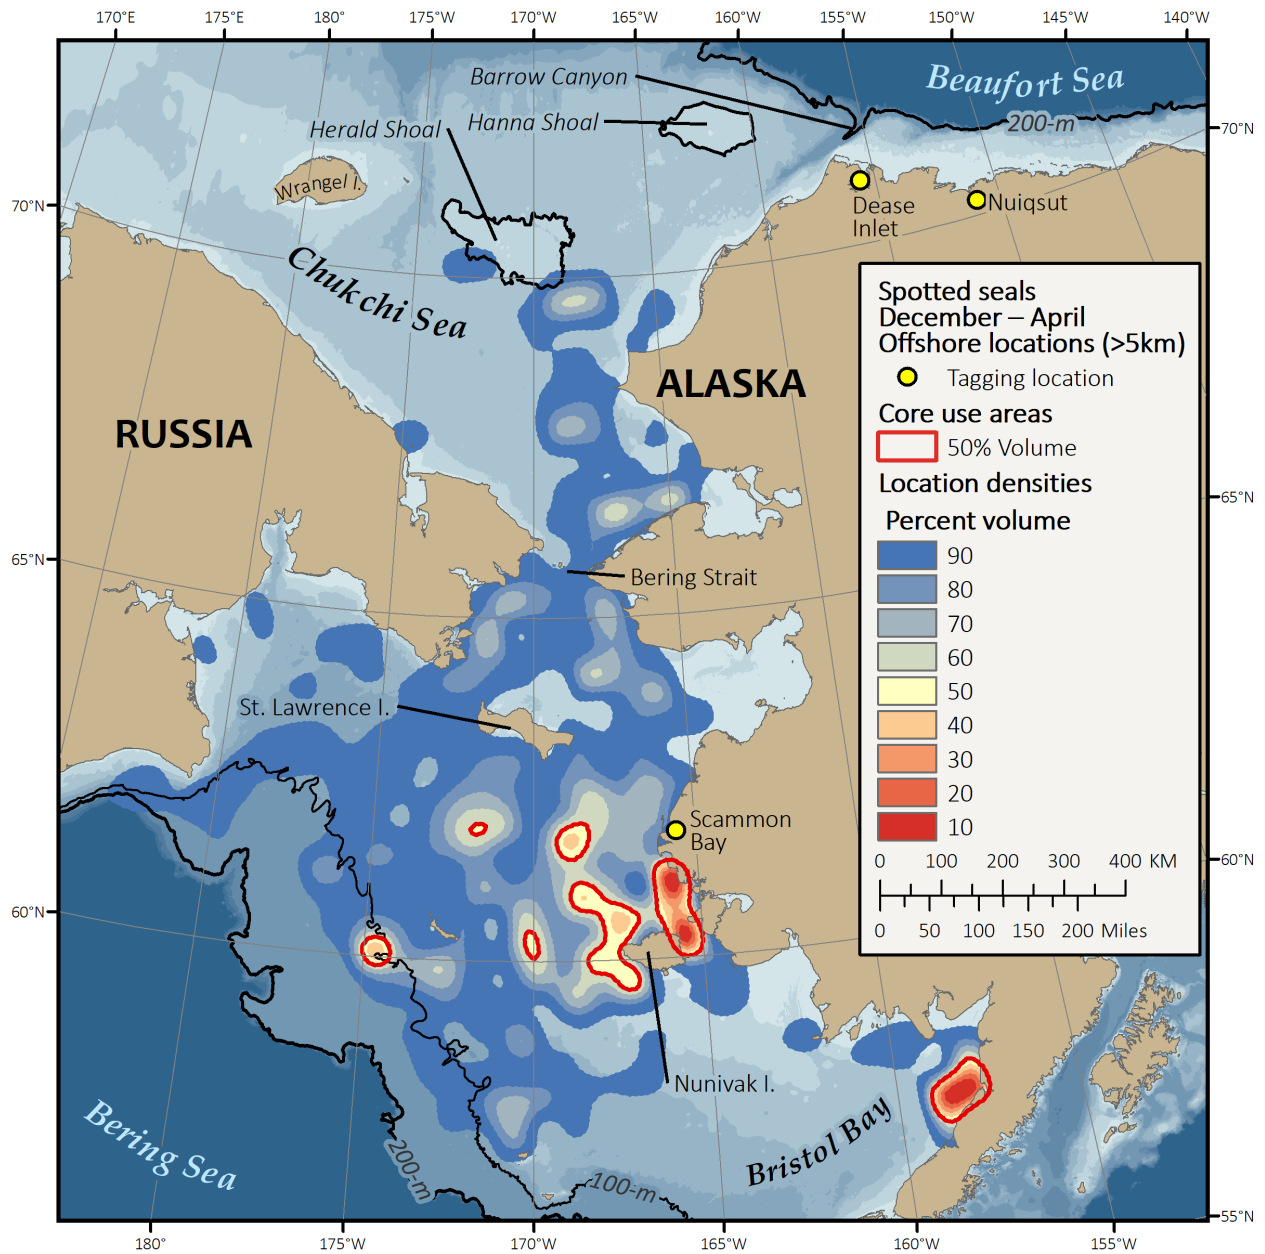 170°E 175°E 180° 175°W 170°W 165°W 160°W 155°W 150°W 145°W 140°W
Barrow Canyon
Beaufort Sea
Hanna Shoal
200-m
Herald Shoal
70°N
Wrangel I.
Dease
Inlet
Nuiqsut
70°N
Chukchi Sea
Spotted seals
December – April
Offshore locations (>5km)
Tagging location
Core use areas
50% Volume
Location densities
Percent volume
90
80
70
60
50
40
30
20
10
0 100 200 300 400 KM
0 50 100 150 200 Miles
ALASKA
RUSSIA
65°N
65°N
Bering Strait
St. Lawrence I.
Scammon
Bay
60°N
60°N
Nunivak I.
Bristol Bay
Bering Sea
200-m
100-m
55°N
180° 175°W 170°W 165°W 160°W 155°W